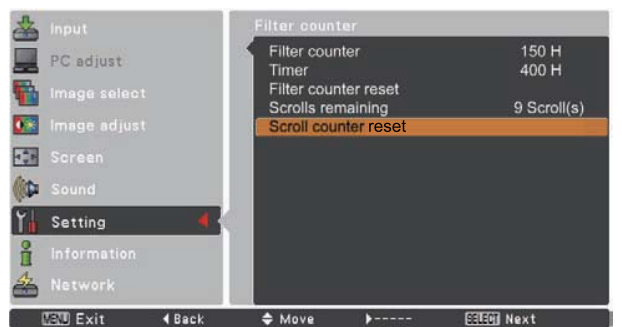 Input
PC adjust
Image select
Image adjust
Screen
Sound
Setting
Information
Network
Filter counter
Filter counter 150 H
Timer 400 H
Filter counter reset
Scrolls remaining 9 Scroll(s)
Scroll counter reset
MENU Exit Back Move ----- SELECT Next